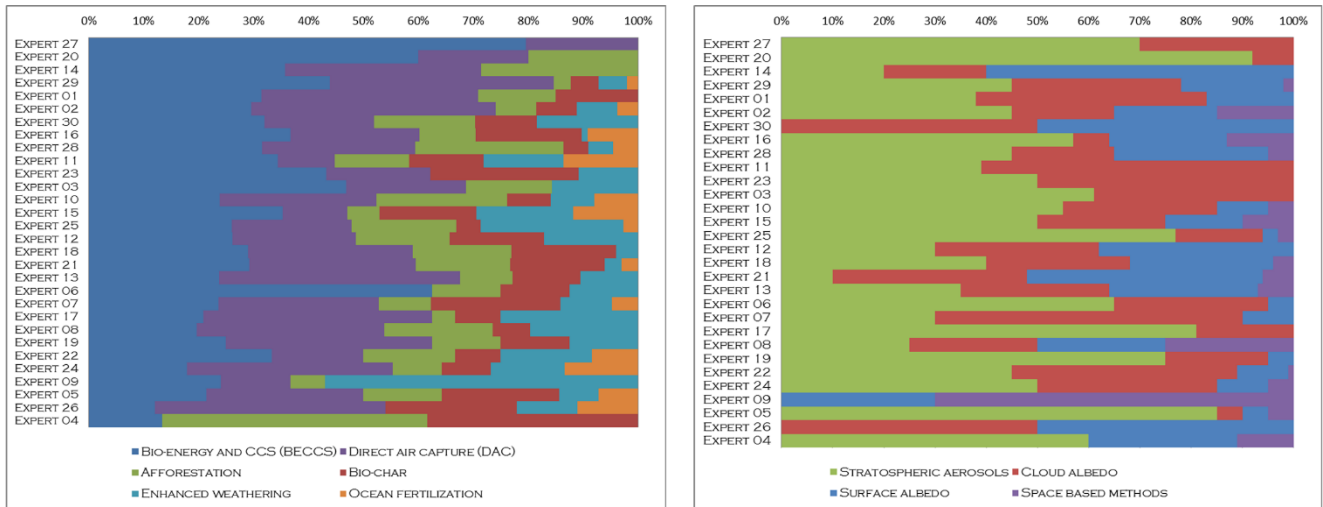 0% 10% 20% 30% 40% 50% 60% 70% 80% 90% 100%
EXPERT 27
EXPERT 20
EXPERT 14
EXPERT 29
EXPERT 01
EXPERT 02
EXPERT 30
EXPERT 16
EXPERT 28
EXPERT 11
EXPERT 23
EXPERT 03
EXPERT 10
EXPERT 15
EXPERT 25
EXPERT 12
EXPERT 18
EXPERT 21
EXPERT 13
EXPERT 06
EXPERT 07
EXPERT 17
EXPERT 08
EXPERT 19
EXPERT 22
EXPERT 24
EXPERT 09
EXPERT 05
EXPERT 26
EXPERT 04
BIO-ENERGY AND CCS (BECCS) DIRECT AIR CAPTURE (DAC)
AFFORESTATION BIO-CHAR
ENHANCED WEATHERING OCEAN FERTILIZATION
0% 10% 20% 30% 40% 50% 60% 70% 80% 90% 100%
EXPERT 27
EXPERT 20
EXPERT 14
EXPERT 29
EXPERT 01
EXPERT 02
EXPERT 30
EXPERT 16
EXPERT 28
EXPERT 11
EXPERT 23
EXPERT 03
EXPERT 10
EXPERT 15
EXPERT 25
EXPERT 12
EXPERT 18
EXPERT 21
EXPERT 13
EXPERT 06
EXPERT 07
EXPERT 17
EXPERT 08
EXPERT 19
EXPERT 22
EXPERT 24
EXPERT 09
EXPERT 05
EXPERT 26
EXPERT 04
STRATOSPHERIC AEROSOLS CLOUD ALBEDO
SURFACE ALBEDO SPACE BASED METHODS